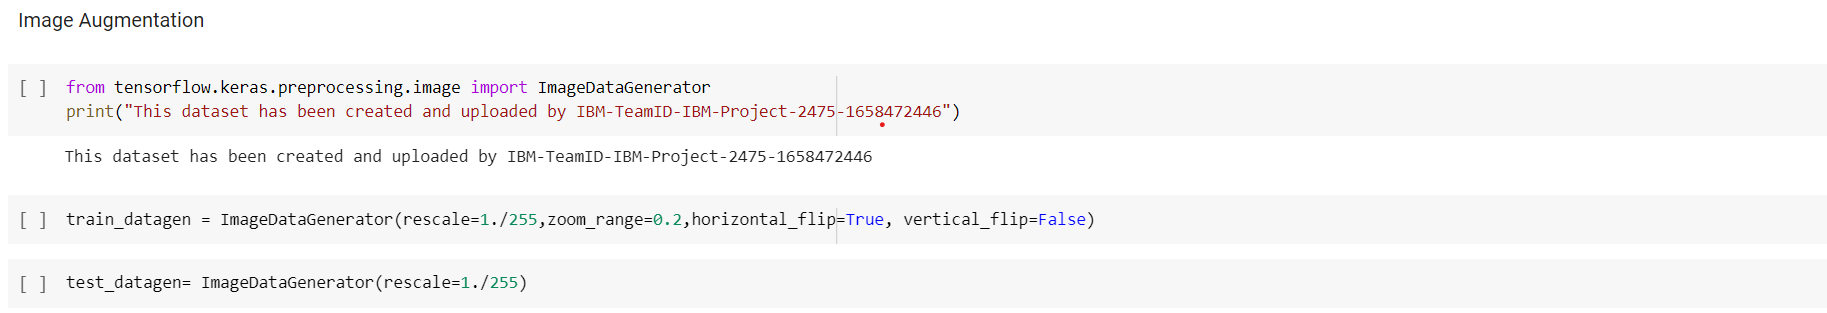 Image Augmentation
[ ] from tensorflow.keras.preprocessing.image import ImageDataGenerator
print("This dataset has been created and uploaded by IBM-TeamID-IBM-Project-2475-1658472446")
This dataset has been created and uploaded by IBM-TeamID-IBM-Project-2475-1658472446
[ ] train_datagen = ImageDataGenerator(rescale=1./255,zoom_range=0.2,horizontal_flip=True, vertical_flip=False)
[ ] test_datagen= ImageDataGenerator(rescale=1./255)